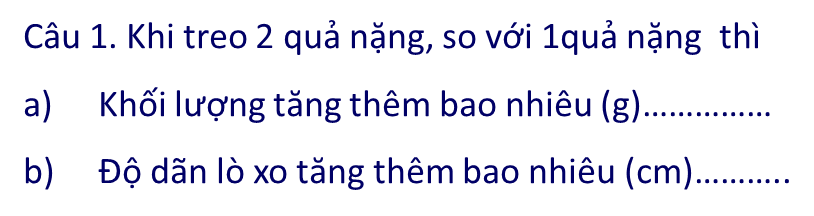 Câu 1. Khi treo 2 quả nặng, so với 1quả nặng thì
a) Khối lượng tăng thêm bao nhiêu (g)................
b) Độ dãn lò xo tăng thêm bao nhiêu (cm)...........